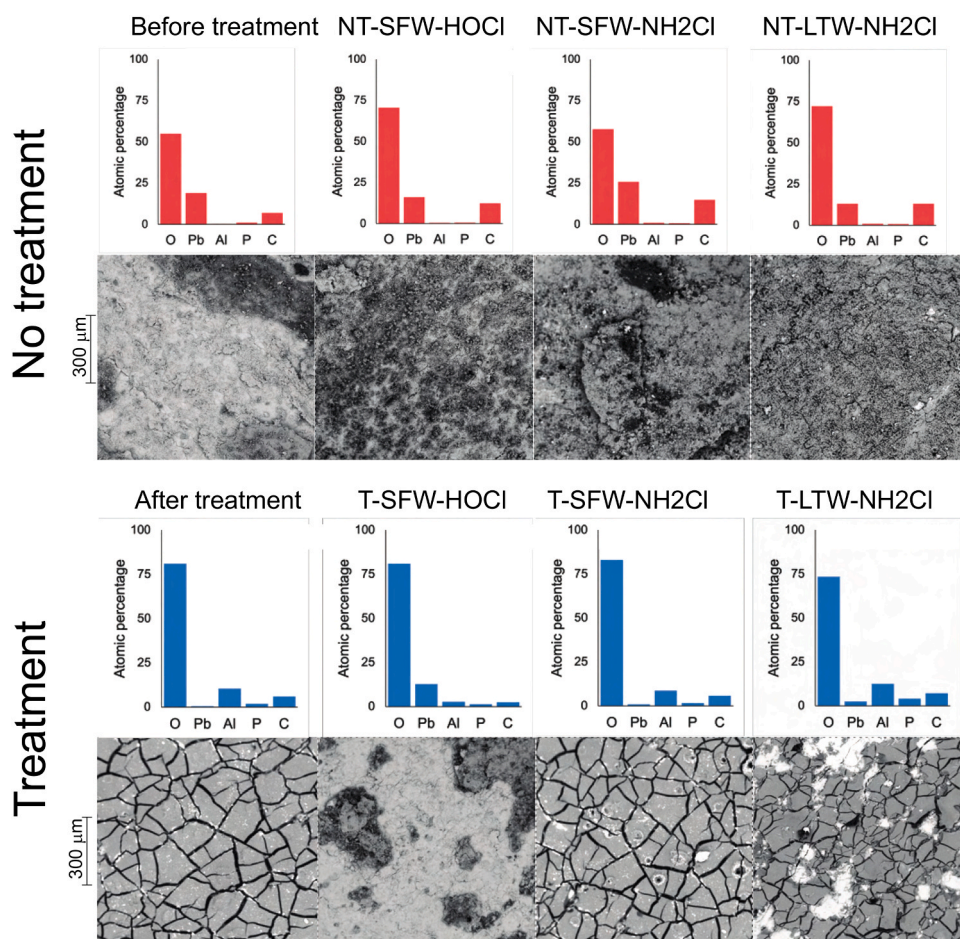 No treatment
Before treatment NT-SFW-HOCl NT-SFW-NH2Cl NT-LTW-NH2Cl
Atomic percentage
100
75
50
25
0
O Pb Al P C
Atomic percentage
100
75
50
25
0
O Pb Al P C
Atomic percentage
100
75
50
25
0
O Pb Al P C
Atomic percentage
100
75
50
25
0
O Pb Al P C
300 µm
Treatment
After treatment T-SFW-HOCl T-SFW-NH2Cl T-LTW-NH2Cl
Atomic percentage
100
75
50
25
0
O Pb Al P C
Atomic percentage
100
75
50
25
0
O Pb Al P C
Atomic percentage
100
75
50
25
0
O Pb Al P C
Atomic percentage
100
75
50
25
0
O Pb Al P C
300 µm